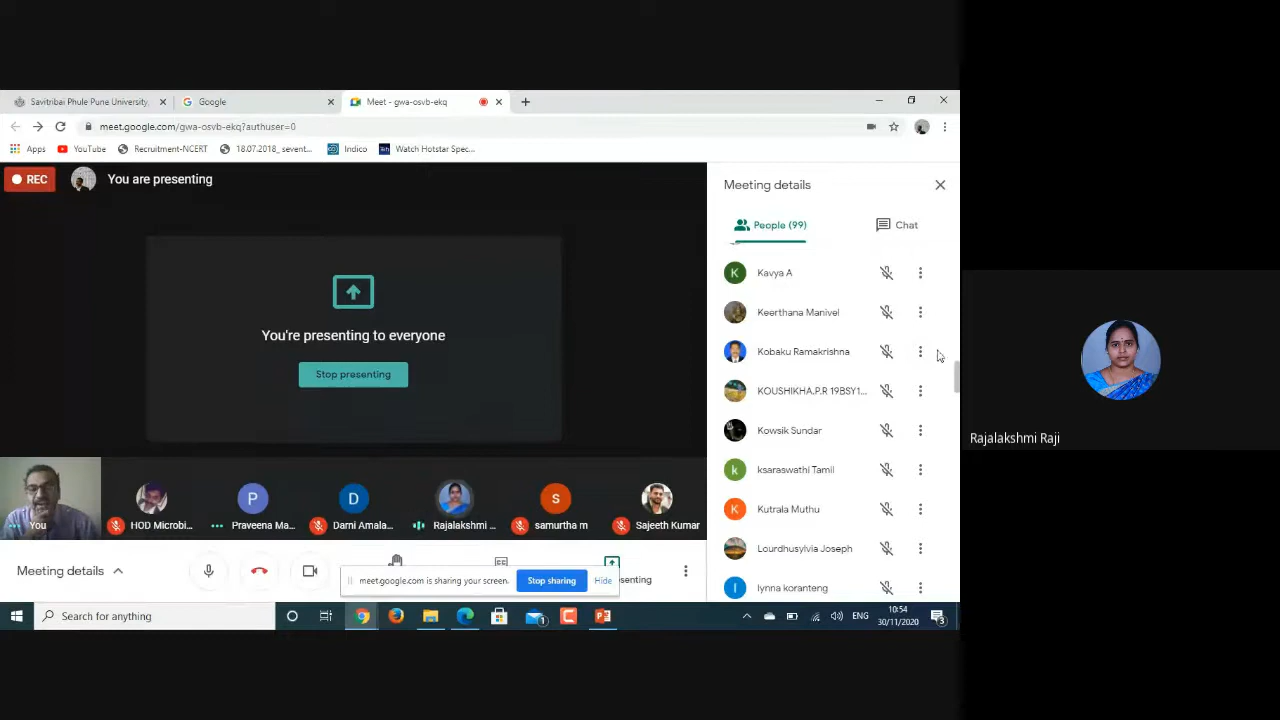 Savitribai Phule Pune University,
Google
Meet - gwa-osvb-ekq
meet.google.com/gwa-osvb-ekq?authuser=0
Apps
YouTube
Recruitment-NCERT
18.07.2018_ sevent...
Indico
Watch Hotstar Spec...
REC
You are presenting
You're presenting to everyone
Stop presenting
You
HOD Microbi...
P
Praveena Ma...
D
Darni Amala...
Rajalakshmi ...
s
samurtha m
Sajeeth Kumar
Meeting details
meet.google.com is sharing your screen.
Stop sharing
Hide
Meeting details
People (99)
Chat
K
Kavya A
Keerthana Manivel
Kobaku Ramakrishna
KOUSHIKHA.P.R 19BSY1...
Kowsik Sundar
k
ksaraswathi Tamil
K
Kutrala Muthu
Lourdhusylvia Joseph
l
lynna koranteng
Search for anything
1
ENG
10:54
30/11/2020
3
Rajalakshmi Raji